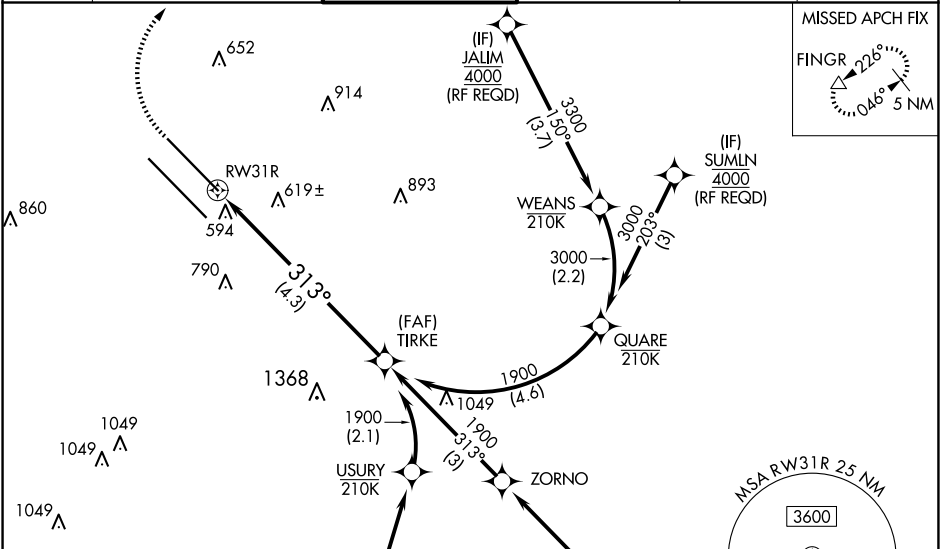 MISSED APCH FIX
FINGR
226°
046°
5 NM
652
914
(IF)
JALIM
4000
(RF REQD)
3300
150°
(3.7)
(IF)
SUMLN
4000
(RF REQD)
RW31R
619±
893
860
594
WEANS
210K
3000
203°
(3)
3000
(2.2)
790
313°
(4.3)
(FAF)
TIRKE
QUARE
210K
1368
1900
(4.6)
1049
1900
(2.1)
1900
313°
(3)
1049
1049
USURY
210K
ZORNO
1049
MSA RW31R 25 NM
3600